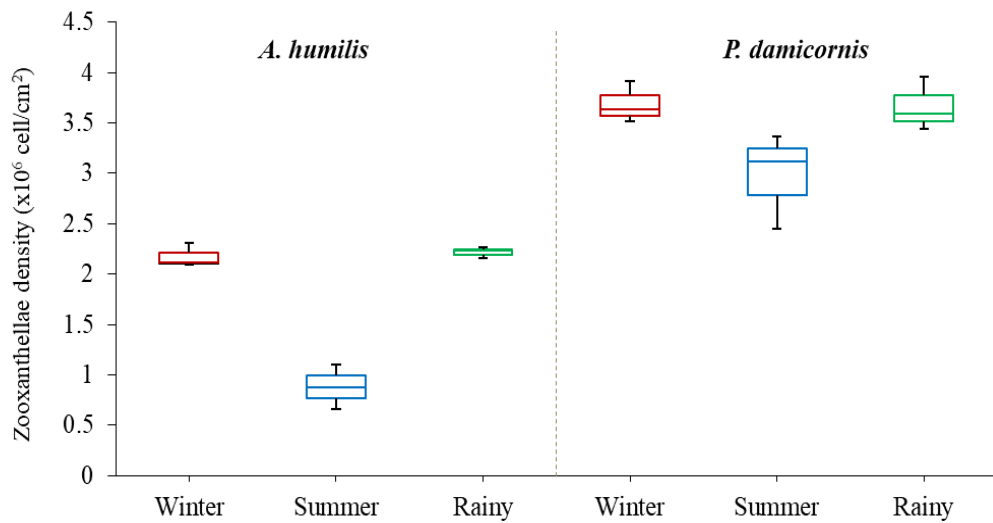 Zooxanthellae density (x10⁶ cell/cm²)
4.5
4
3.5
3
2.5
2
1.5
1
0.5
0
A. humilis
P. damicornis
Winter Summer Rainy Winter Summer Rainy